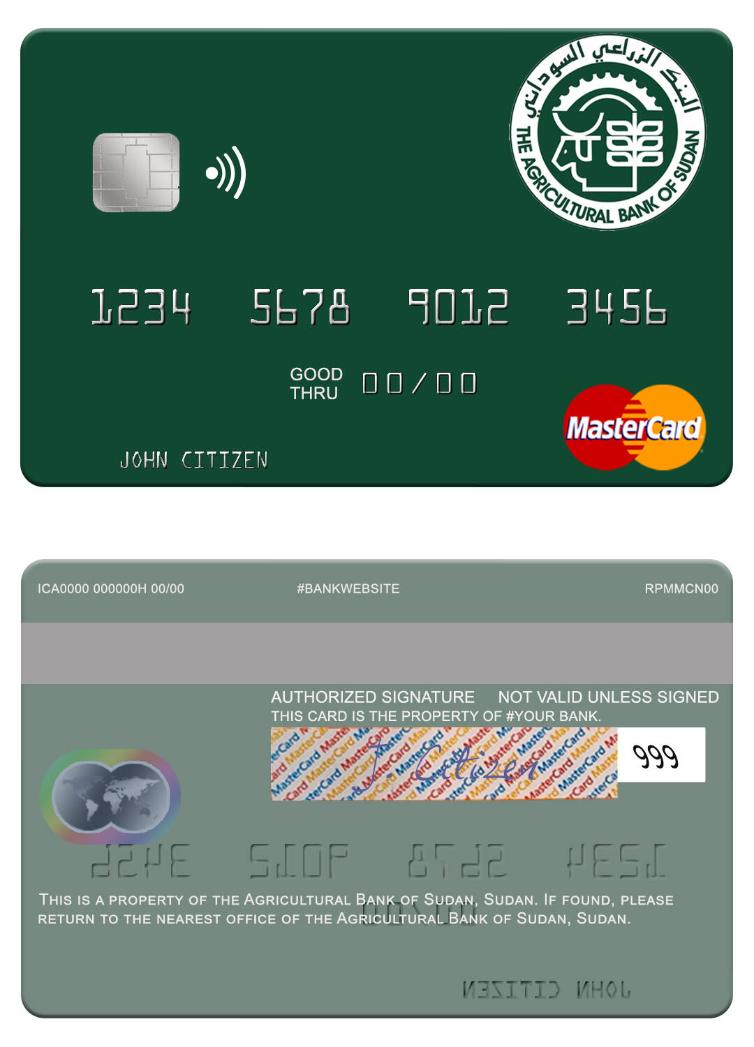 البنك الزراعي السوداني
THE AGRICULTURAL BANK OF SUDAN
1234 5678 9012 3456
GOOD THRU 00/00
MasterCard
JOHN CITIZEN
ICA0000 000000H 00/00 #BANKWEBSITE RPMMCN00
AUTHORIZED SIGNATURE NOT VALID UNLESS SIGNED
THIS CARD IS THE PROPERTY OF #YOUR BANK.
J. Citizen 999
THIS IS A PROPERTY OF THE AGRICULTURAL BANK OF SUDAN, SUDAN. IF FOUND, PLEASE
RETURN TO THE NEAREST OFFICE OF THE AGRICULTURAL BANK OF SUDAN, SUDAN.